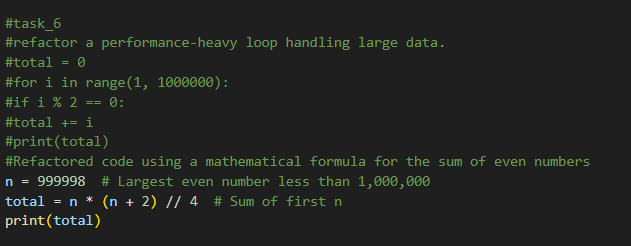 #task_6
#refactor a performance-heavy loop handling large data.
#total = 0
#for i in range(1, 1000000):
#if i % 2 == 0:
#total += i
#print(total)
#Refactored code using a mathematical formula for the sum of even numbers
n = 999998  # Largest even number less than 1,000,000
total = n * (n + 2) // 4  # Sum of first n
print(total)